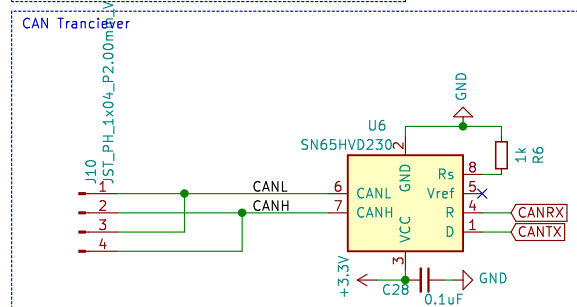 CAN Tranciever
JST_PH_1x04_P2.00mm_V
J10
1
2
3
4
CANL
CANH
U6
SN65HVD230
GND
2
GND
1k
R6
6
CANL
7
CANH
Rs
8
Vref
5
R
4
CANRX
D
1
CANTX
VCC
3
+3.3V
C28
0.1uF
GND